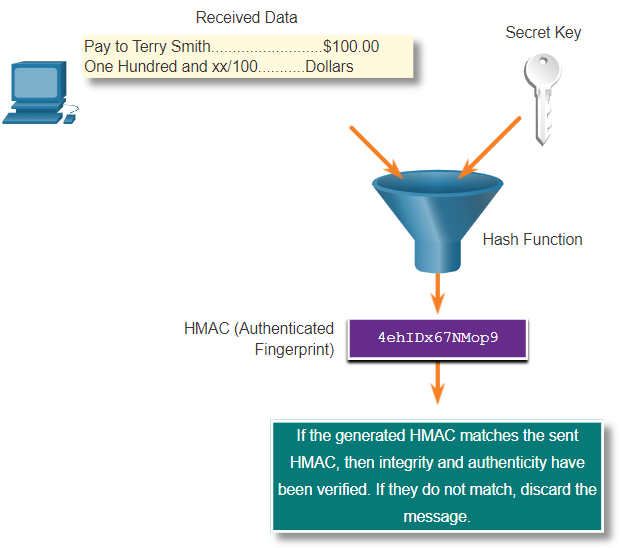 Received Data
Secret Key
Pay to Terry Smith.........................$100.00
One Hundred and xx/100...........Dollars
Hash Function
HMAC (Authenticated
Fingerprint)
4ehIDx67NMop9
If the generated HMAC matches the sent
HMAC, then integrity and authenticity have
been verified. If they do not match, discard the
message.